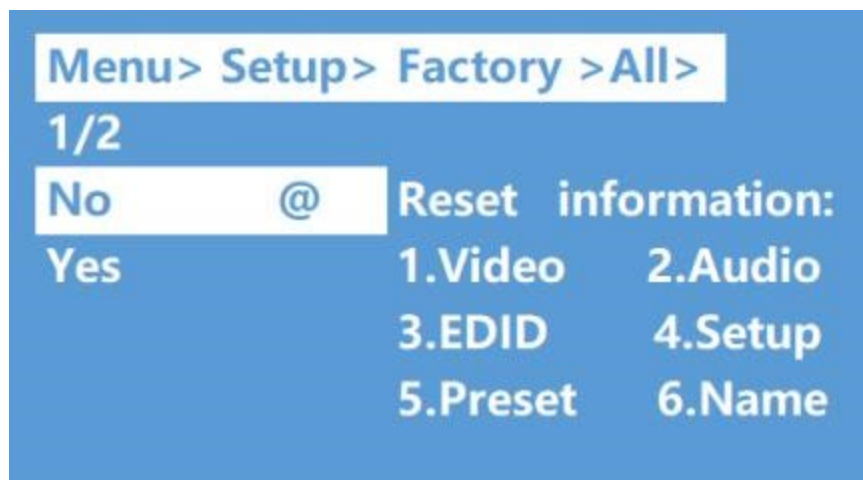 Menu> Setup> Factory >All>
1/2
No @ Reset information:
Yes 1.Video 2.Audio
3.EDID 4.Setup
5.Preset 6.Name